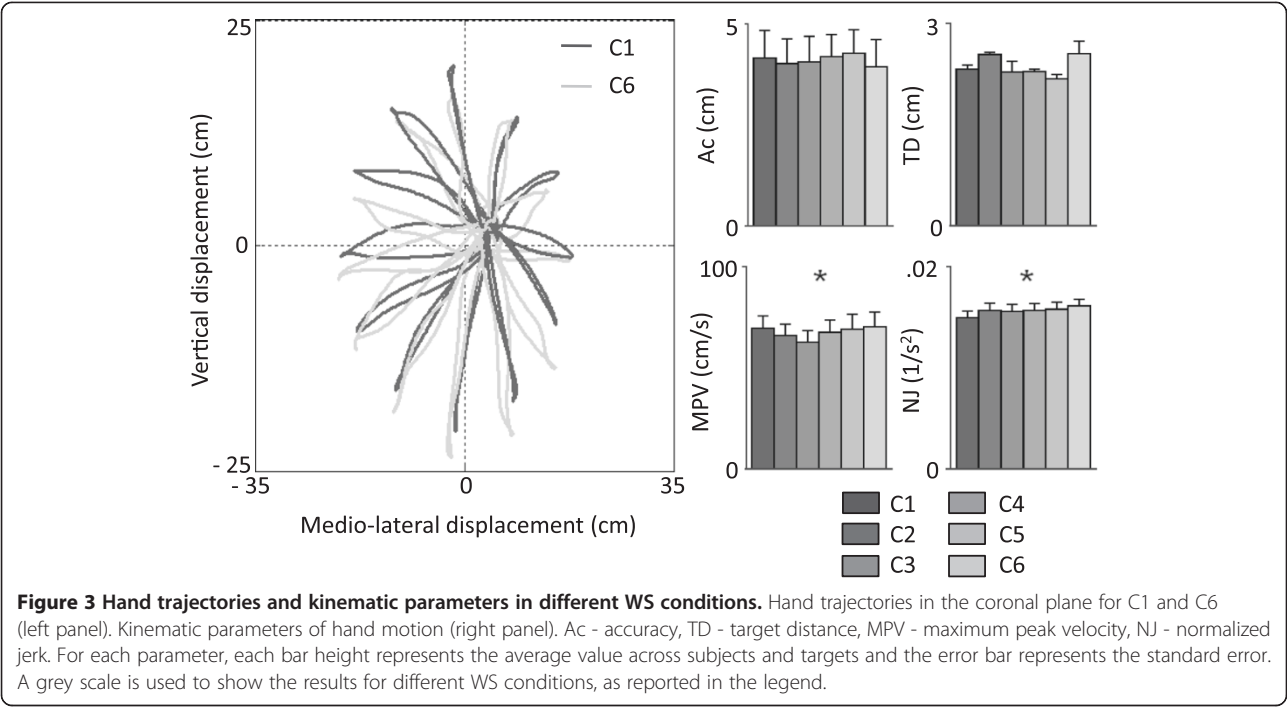 25
C1
C6
Vertical displacement (cm)
0
- 25
- 35
0
35
Medio-lateral displacement (cm)
5
Ac (cm)
0
3
TD (cm)
0
100
*
MPV (cm/s)
0
.02
*
NJ (1/s²)
0
C1
C4
C2
C5
C3
C6
Figure 3 Hand trajectories and kinematic parameters in different WS conditions. Hand trajectories in the coronal plane for C1 and C6
(left panel). Kinematic parameters of hand motion (right panel). Ac - accuracy, TD - target distance, MPV - maximum peak velocity, NJ - normalized
jerk. For each parameter, each bar height represents the average value across subjects and targets and the error bar represents the standard error.
A grey scale is used to show the results for different WS conditions, as reported in the legend.